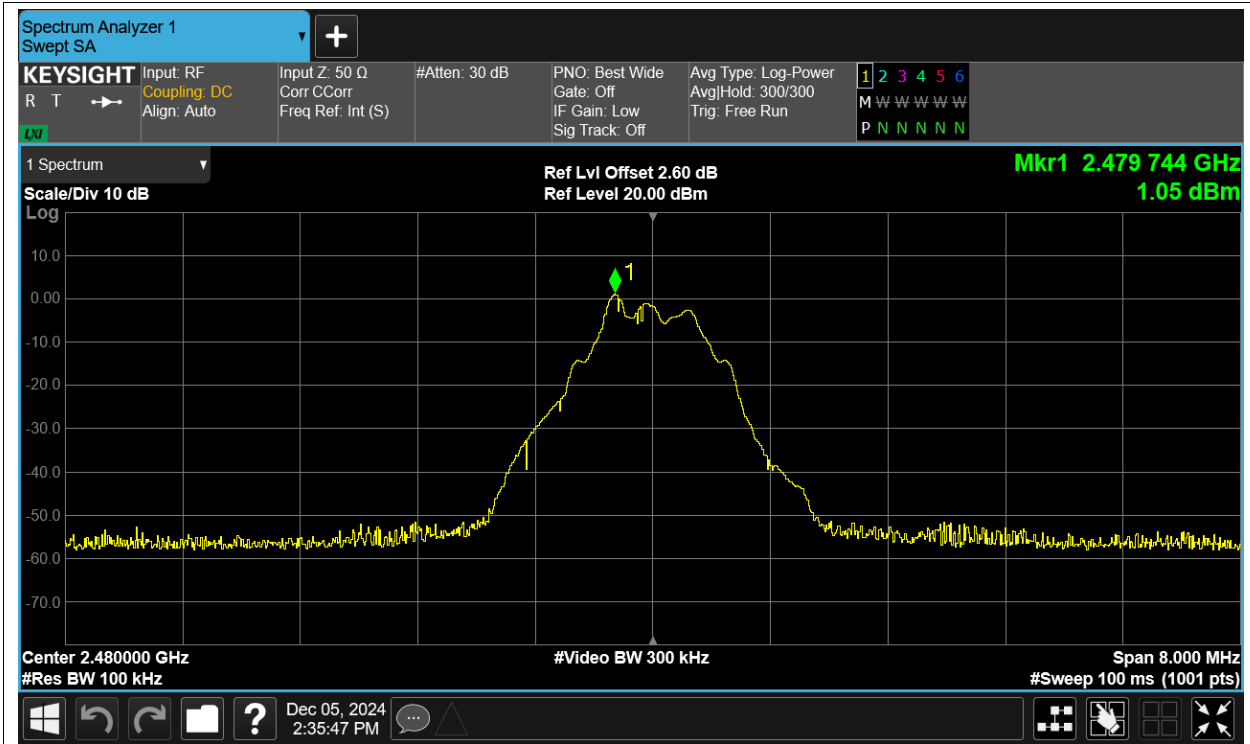 Spectrum Analyzer 1
Swept SA
KEYSIGHT
R T
LXI
Input: RF
Coupling: DC
Align: Auto
Input Z: 50 Ω
Corr CCorr
Freq Ref: Int (S)
#Atten: 30 dB
PNO: Best Wide
Gate: Off
IF Gain: Low
Sig Track: Off
Avg Type: Log-Power
Avg|Hold: 300/300
Trig: Free Run
1 2 3 4 5 6
M W W W W W
P N N N N N
1 Spectrum
Scale/Div 10 dB
Log
Ref Lvl Offset 2.60 dB
Ref Level 20.00 dBm
Mkr1 2.479 744 GHz
1.05 dBm
10.0
1
0.00
-10.0
-20.0
-30.0
-40.0
-50.0
-60.0
-70.0
Center 2.480000 GHz
#Video BW 300 kHz
Span 8.000 MHz
#Res BW 100 kHz
#Sweep 100 ms (1001 pts)
?
Dec 05, 2024
2:35:47 PM